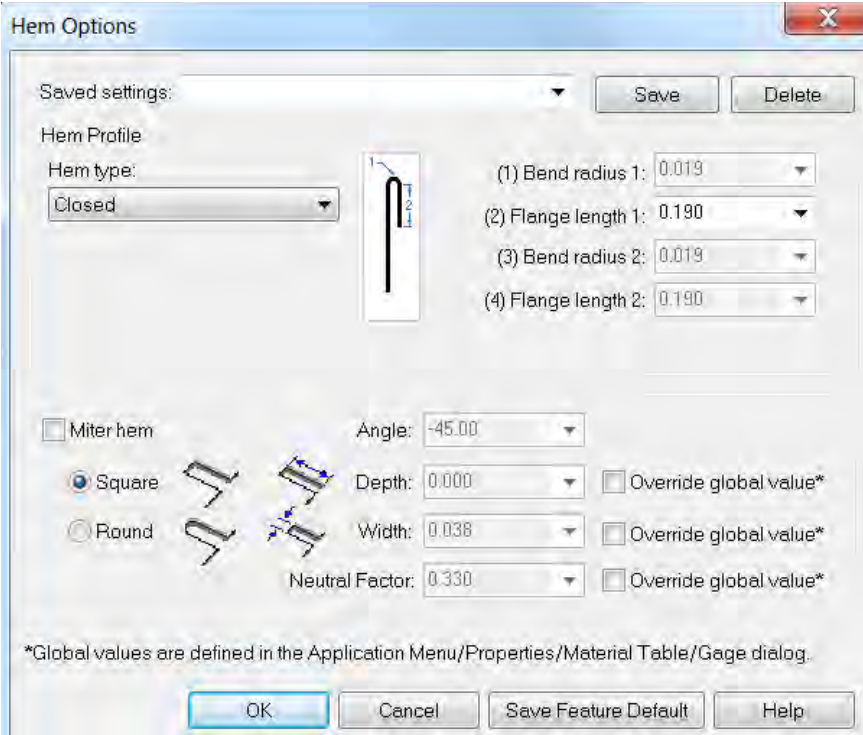 Hem Options
Saved settings: Save Delete
Hem Profile
Hem type:
Closed
1
2
(1) Bend radius 1: 0.019
(2) Flange length 1: 0.190
(3) Bend radius 2: 0.019
(4) Flange length 2: 0.190
Miter hem Angle: -45.00
Square Depth: 0.000 Override global value*
Round Width: 0.038 Override global value*
Neutral Factor: 0.330 Override global value*
*Global values are defined in the Application Menu/Properties/Material Table/Gage dialog.
OK Cancel Save Feature Default Help